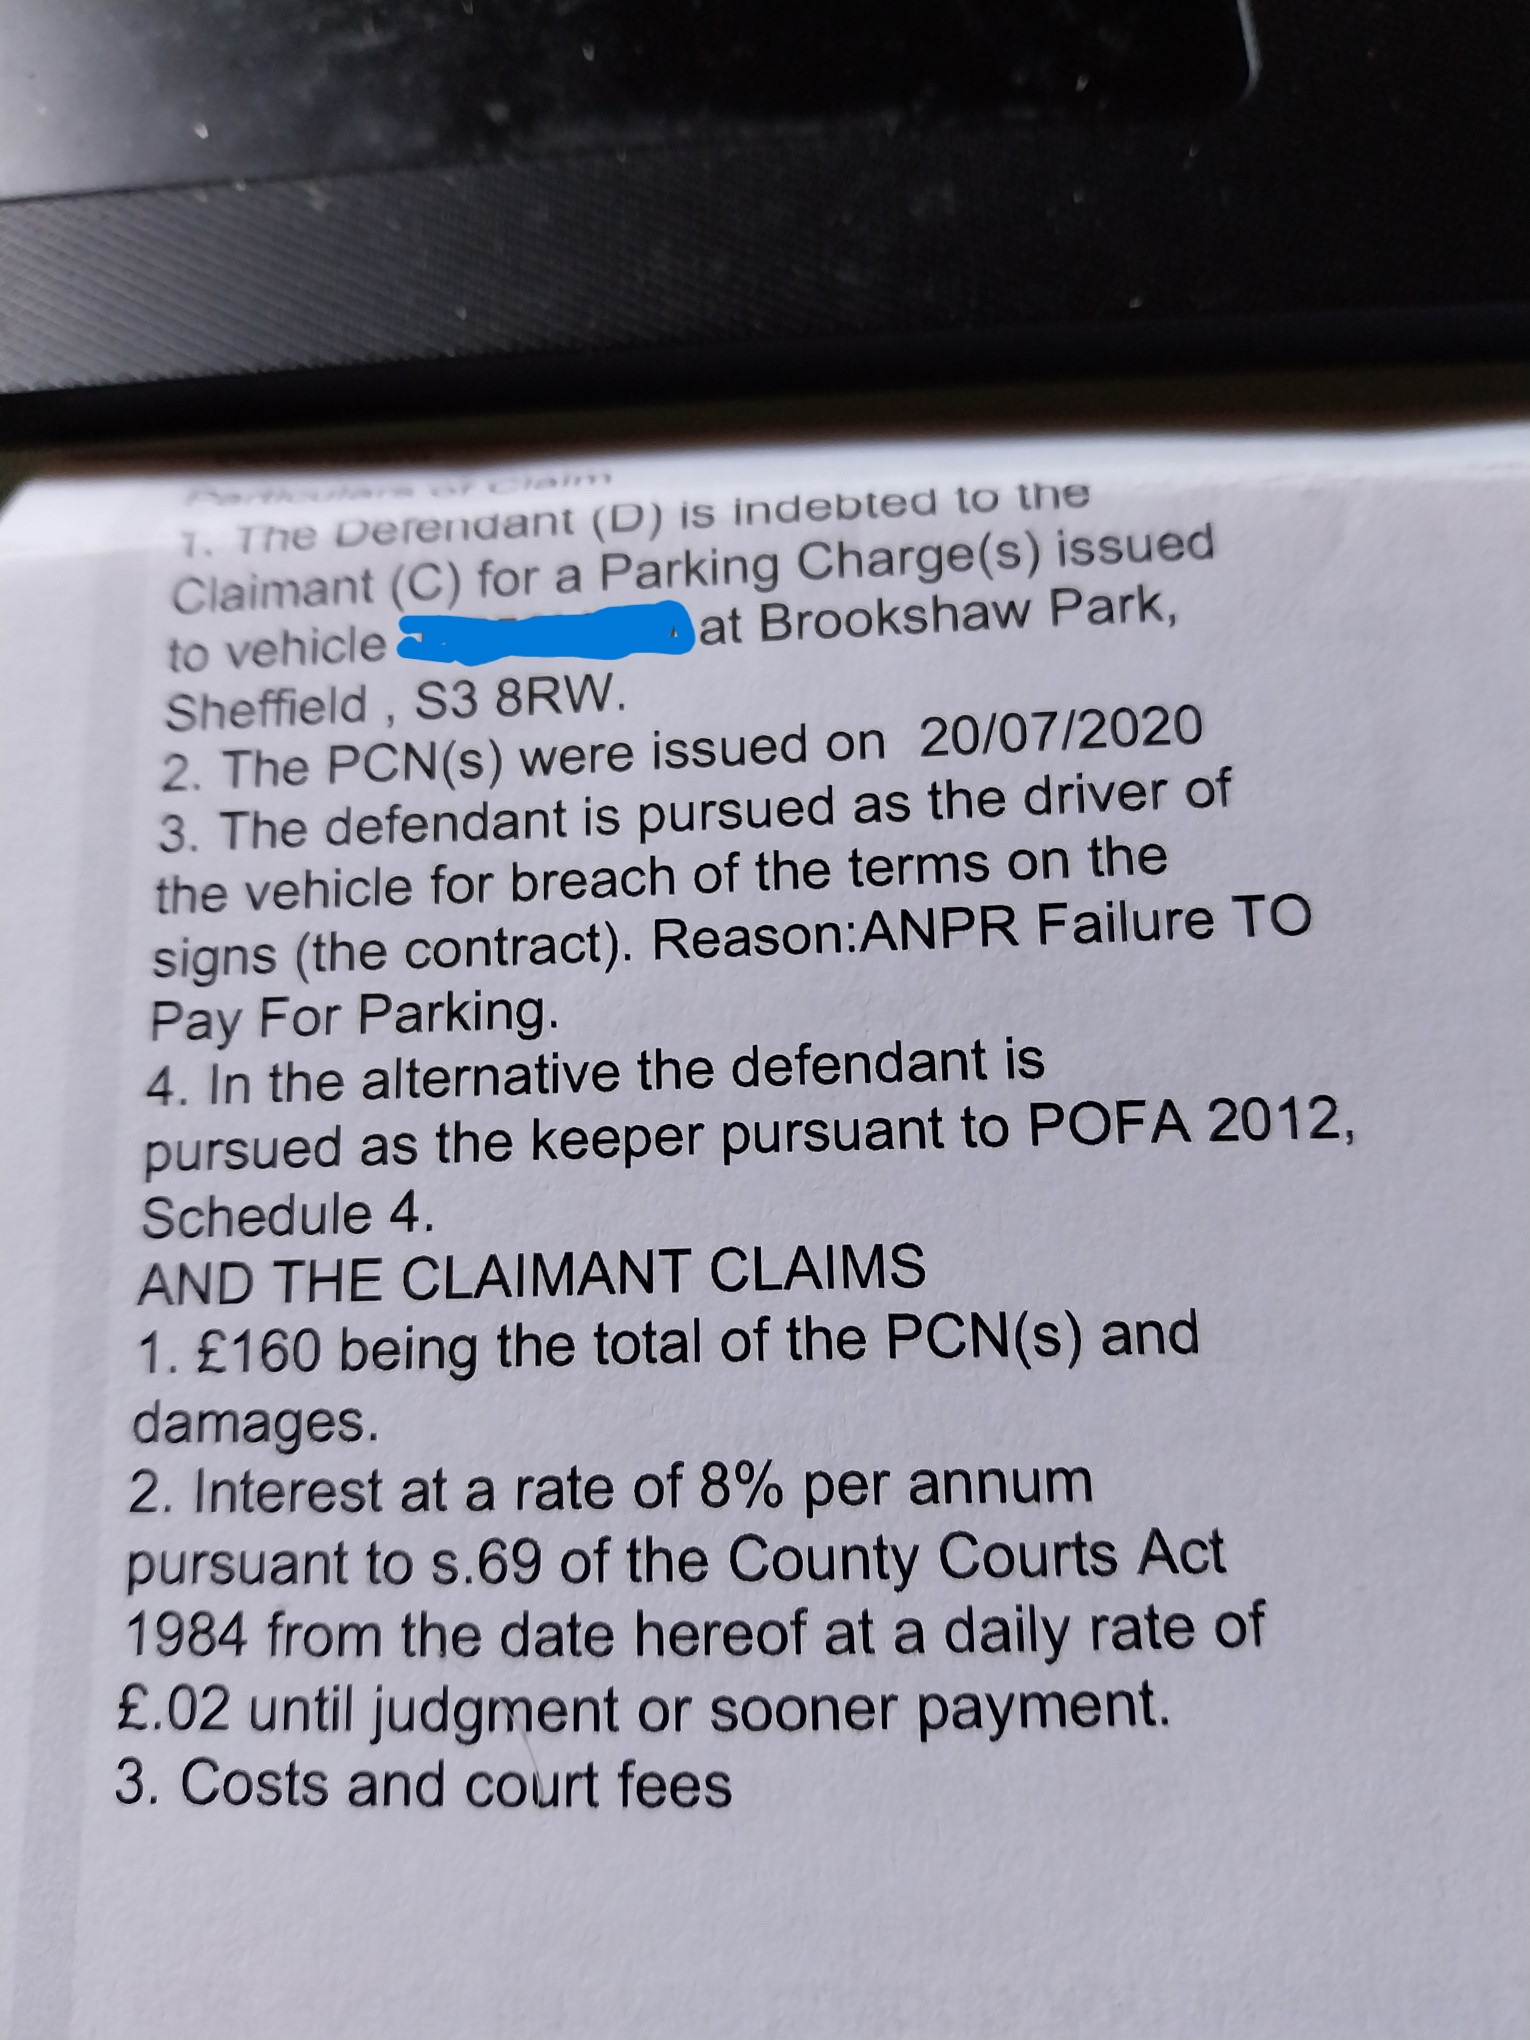 Particulars of Claim
1. The Defendant (D) is indebted to the
Claimant (C) for a Parking Charge(s) issued
to vehicle at Brookshaw Park,
Sheffield , S3 8RW.
2. The PCN(s) were issued on 20/07/2020
3. The defendant is pursued as the driver of
the vehicle for breach of the terms on the
signs (the contract). Reason:ANPR Failure TO
Pay For Parking.
4. In the alternative the defendant is
pursued as the keeper pursuant to POFA 2012,
Schedule 4.
AND THE CLAIMANT CLAIMS
1. £160 being the total of the PCN(s) and
damages.
2. Interest at a rate of 8% per annum
pursuant to s.69 of the County Courts Act
1984 from the date hereof at a daily rate of
£.02 until judgment or sooner payment.
3. Costs and court fees